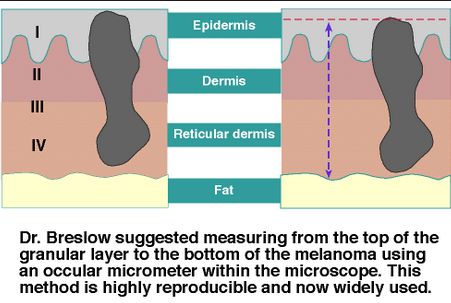 I
II
III
IV
Epidermis
Dermis
Reticular dermis
Fat
Dr. Breslow suggested measuring from the top of the
granular layer to the bottom of the melanoma using
an occular micrometer within the microscope. This
method is highly reproducible and now widely used.